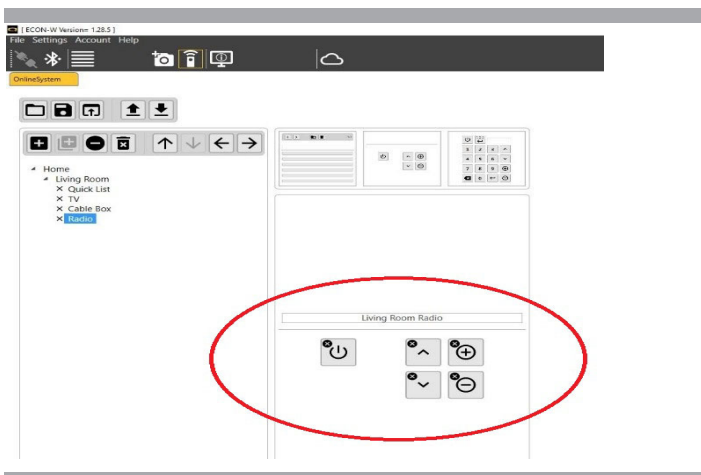 [ ECON-W Version= 1.28.5 ]
File Settings Account Help
OnlineSystem
Home
Living Room
Quick List
TV
Cable Box
Radio
Living Room Radio